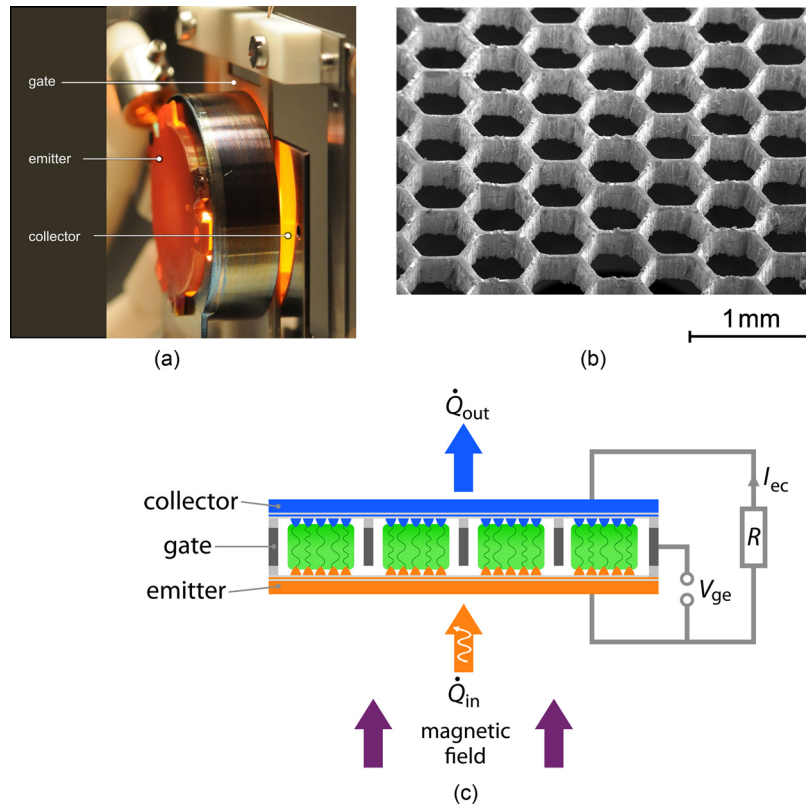 gate
emitter
collector
(a)
1 mm
(b)
Q̇out
collector
gate
emitter
Iec
R
Vge
Q̇in
magnetic
field
(c)